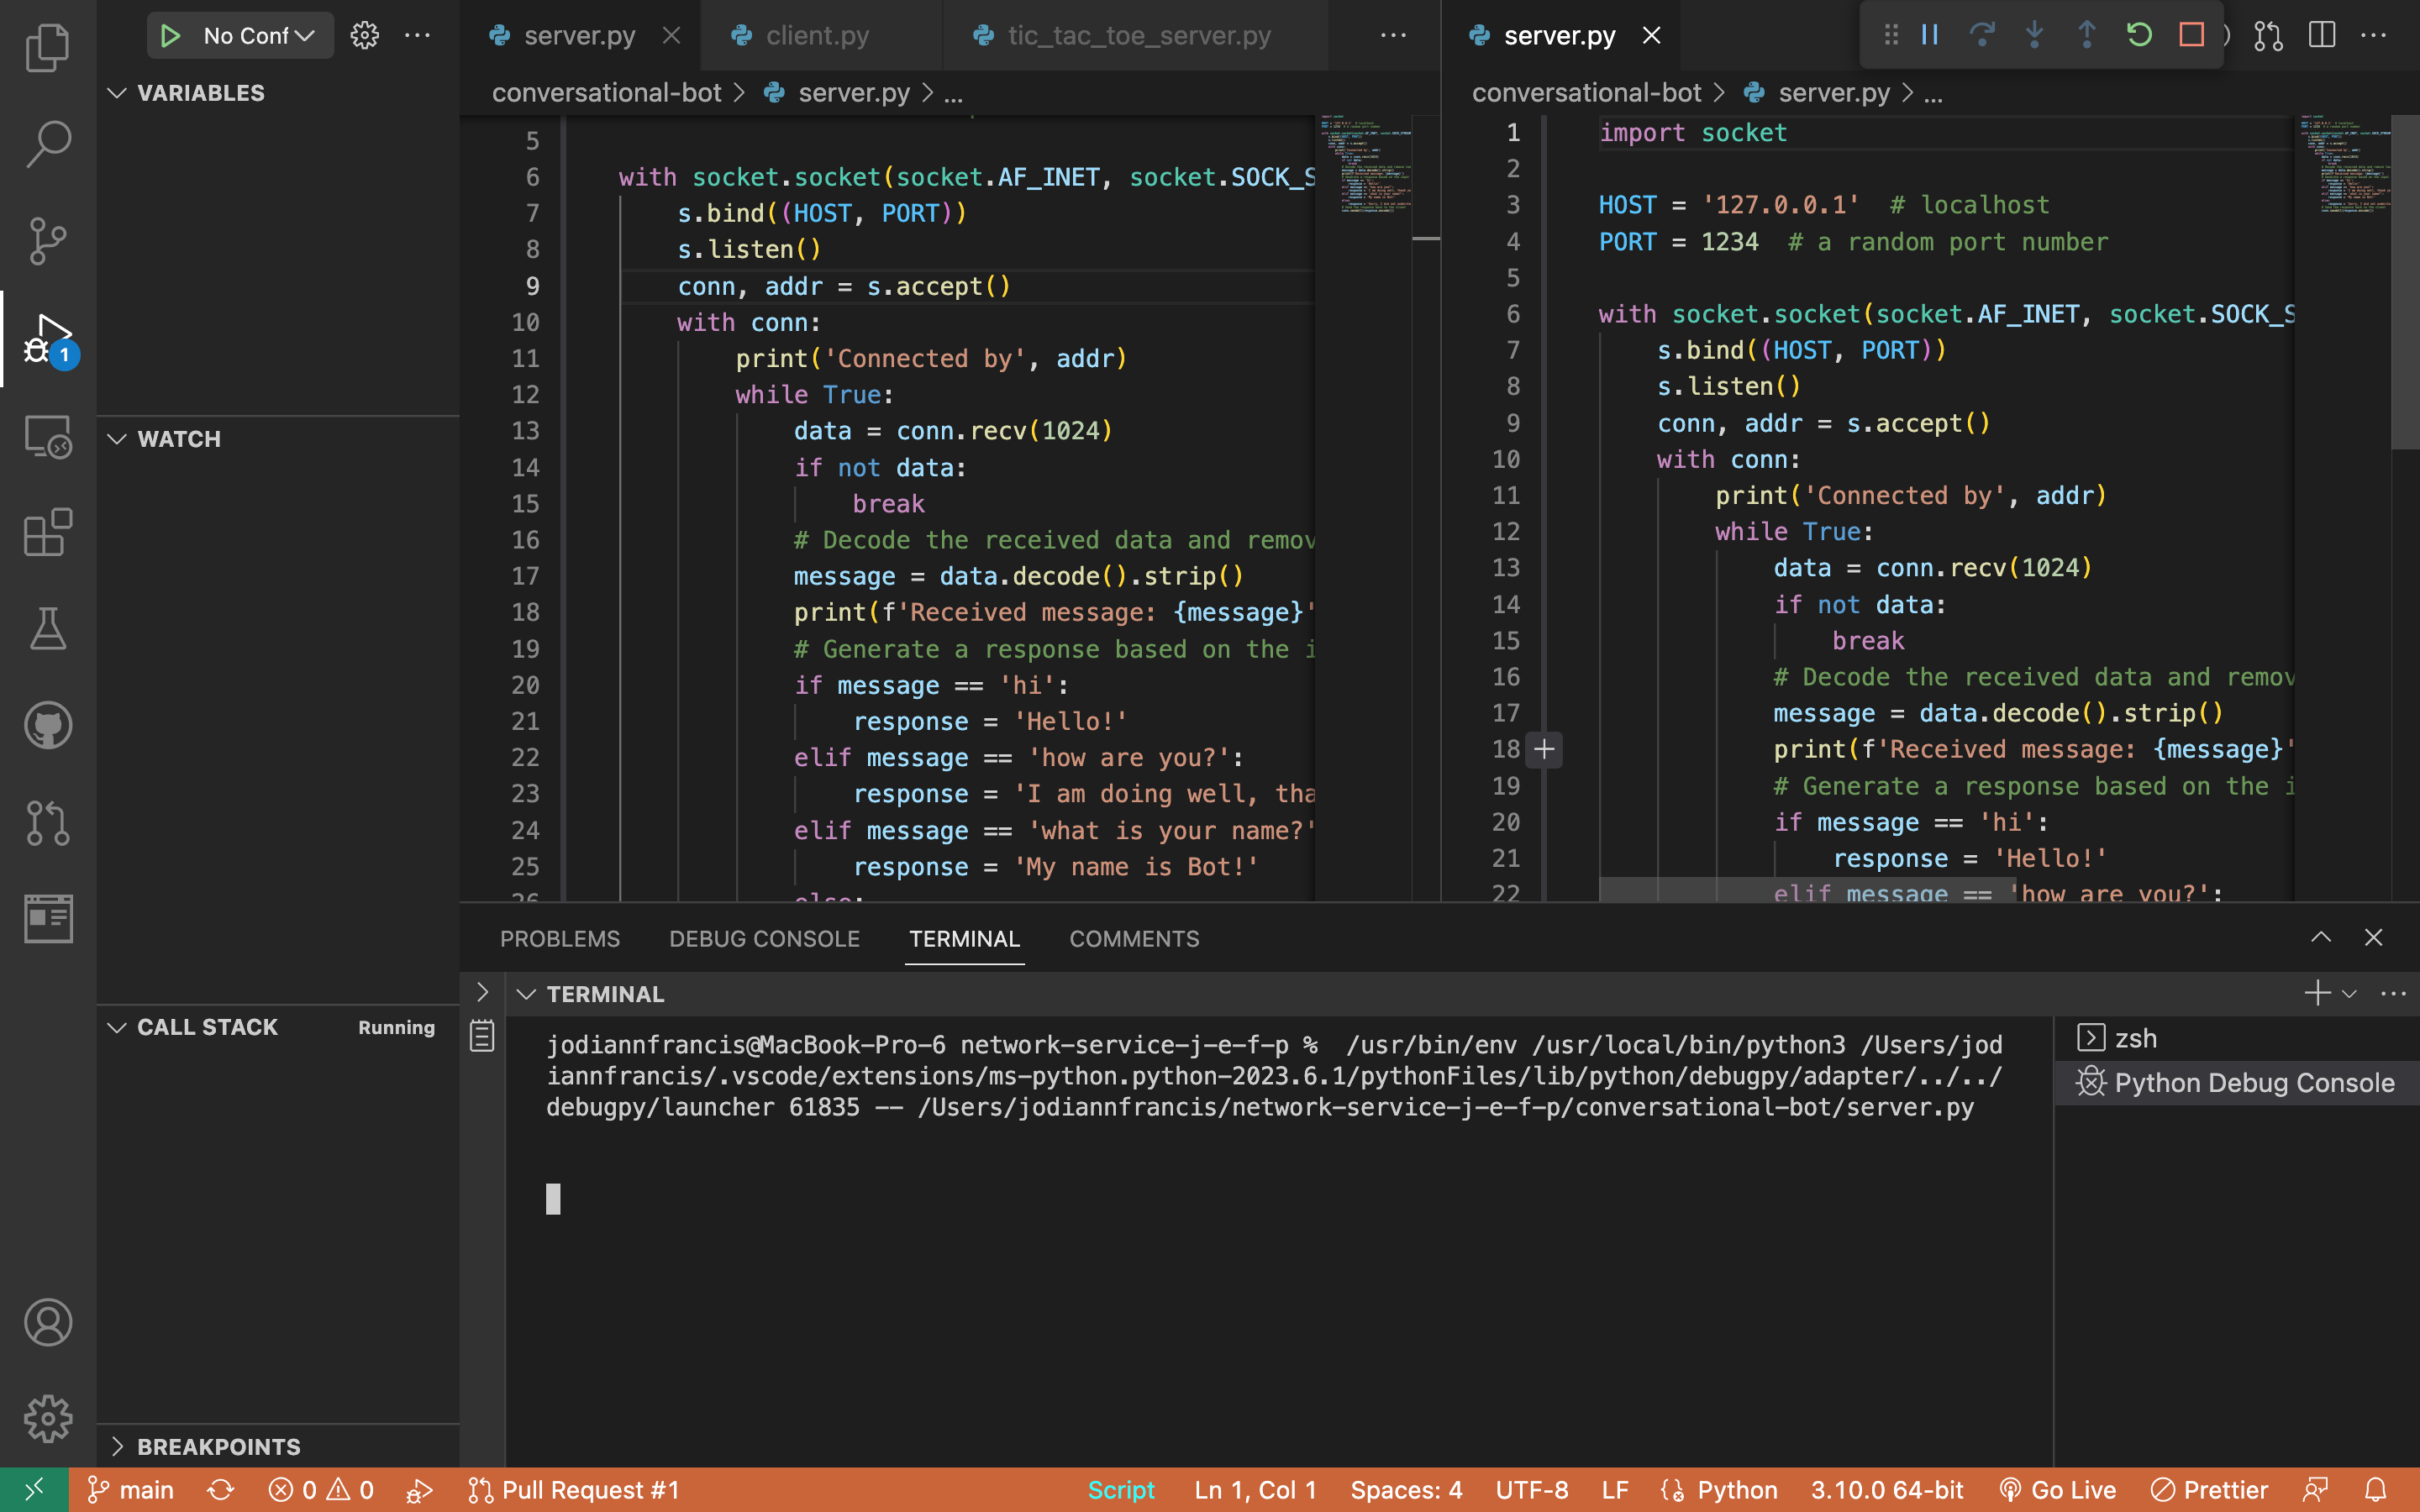 No Conf
server.py
client.py
tic_tac_toe_server.py
server.py
VARIABLES
conversational-bot > server.py > ...
conversational-bot > server.py > ...
5
6 with socket.socket(socket.AF_INET, socket.SOCK_S
7 s.bind((HOST, PORT))
8 s.listen()
9 conn, addr = s.accept()
10 with conn:
11 print('Connected by', addr)
12 while True:
13 data = conn.recv(1024)
14 if not data:
15 break
16 # Decode the received data and remov
17 message = data.decode().strip()
18 print(f'Received message: {message}'
19 # Generate a response based on the i
20 if message == 'hi':
21 response = 'Hello!'
22 elif message == 'how are you?':
23 response = 'I am doing well, tha
24 elif message == 'what is your name?'
25 response = 'My name is Bot!'
26 else:
1 import socket
2
3 HOST = '127.0.0.1' # localhost
4 PORT = 1234 # a random port number
5
6 with socket.socket(socket.AF_INET, socket.SOCK_S
7 s.bind((HOST, PORT))
8 s.listen()
9 conn, addr = s.accept()
10 with conn:
11 print('Connected by', addr)
12 while True:
13 data = conn.recv(1024)
14 if not data:
15 break
16 # Decode the received data and remov
17 message = data.decode().strip()
18 print(f'Received message: {message}'
19 # Generate a response based on the i
20 if message == 'hi':
21 response = 'Hello!'
22 elif message == 'how are you?':
1
WATCH
CALL STACK Running
BREAKPOINTS
PROBLEMS DEBUG CONSOLE TERMINAL COMMENTS
TERMINAL
jodiannfrancis@MacBook-Pro-6 network-service-j-e-f-p % /usr/bin/env /usr/local/bin/python3 /Users/jod
iannfrancis/.vscode/extensions/ms-python.python-2023.6.1/pythonFiles/lib/python/debugpy/adapter/../../
debugpy/launcher 61835 -- /Users/jodiannfrancis/network-service-j-e-f-p/conversational-bot/server.py
zsh
Python Debug Console
main 0 0 Pull Request #1 Script Ln 1, Col 1 Spaces: 4 UTF-8 LF Python 3.10.0 64-bit Go Live Prettier